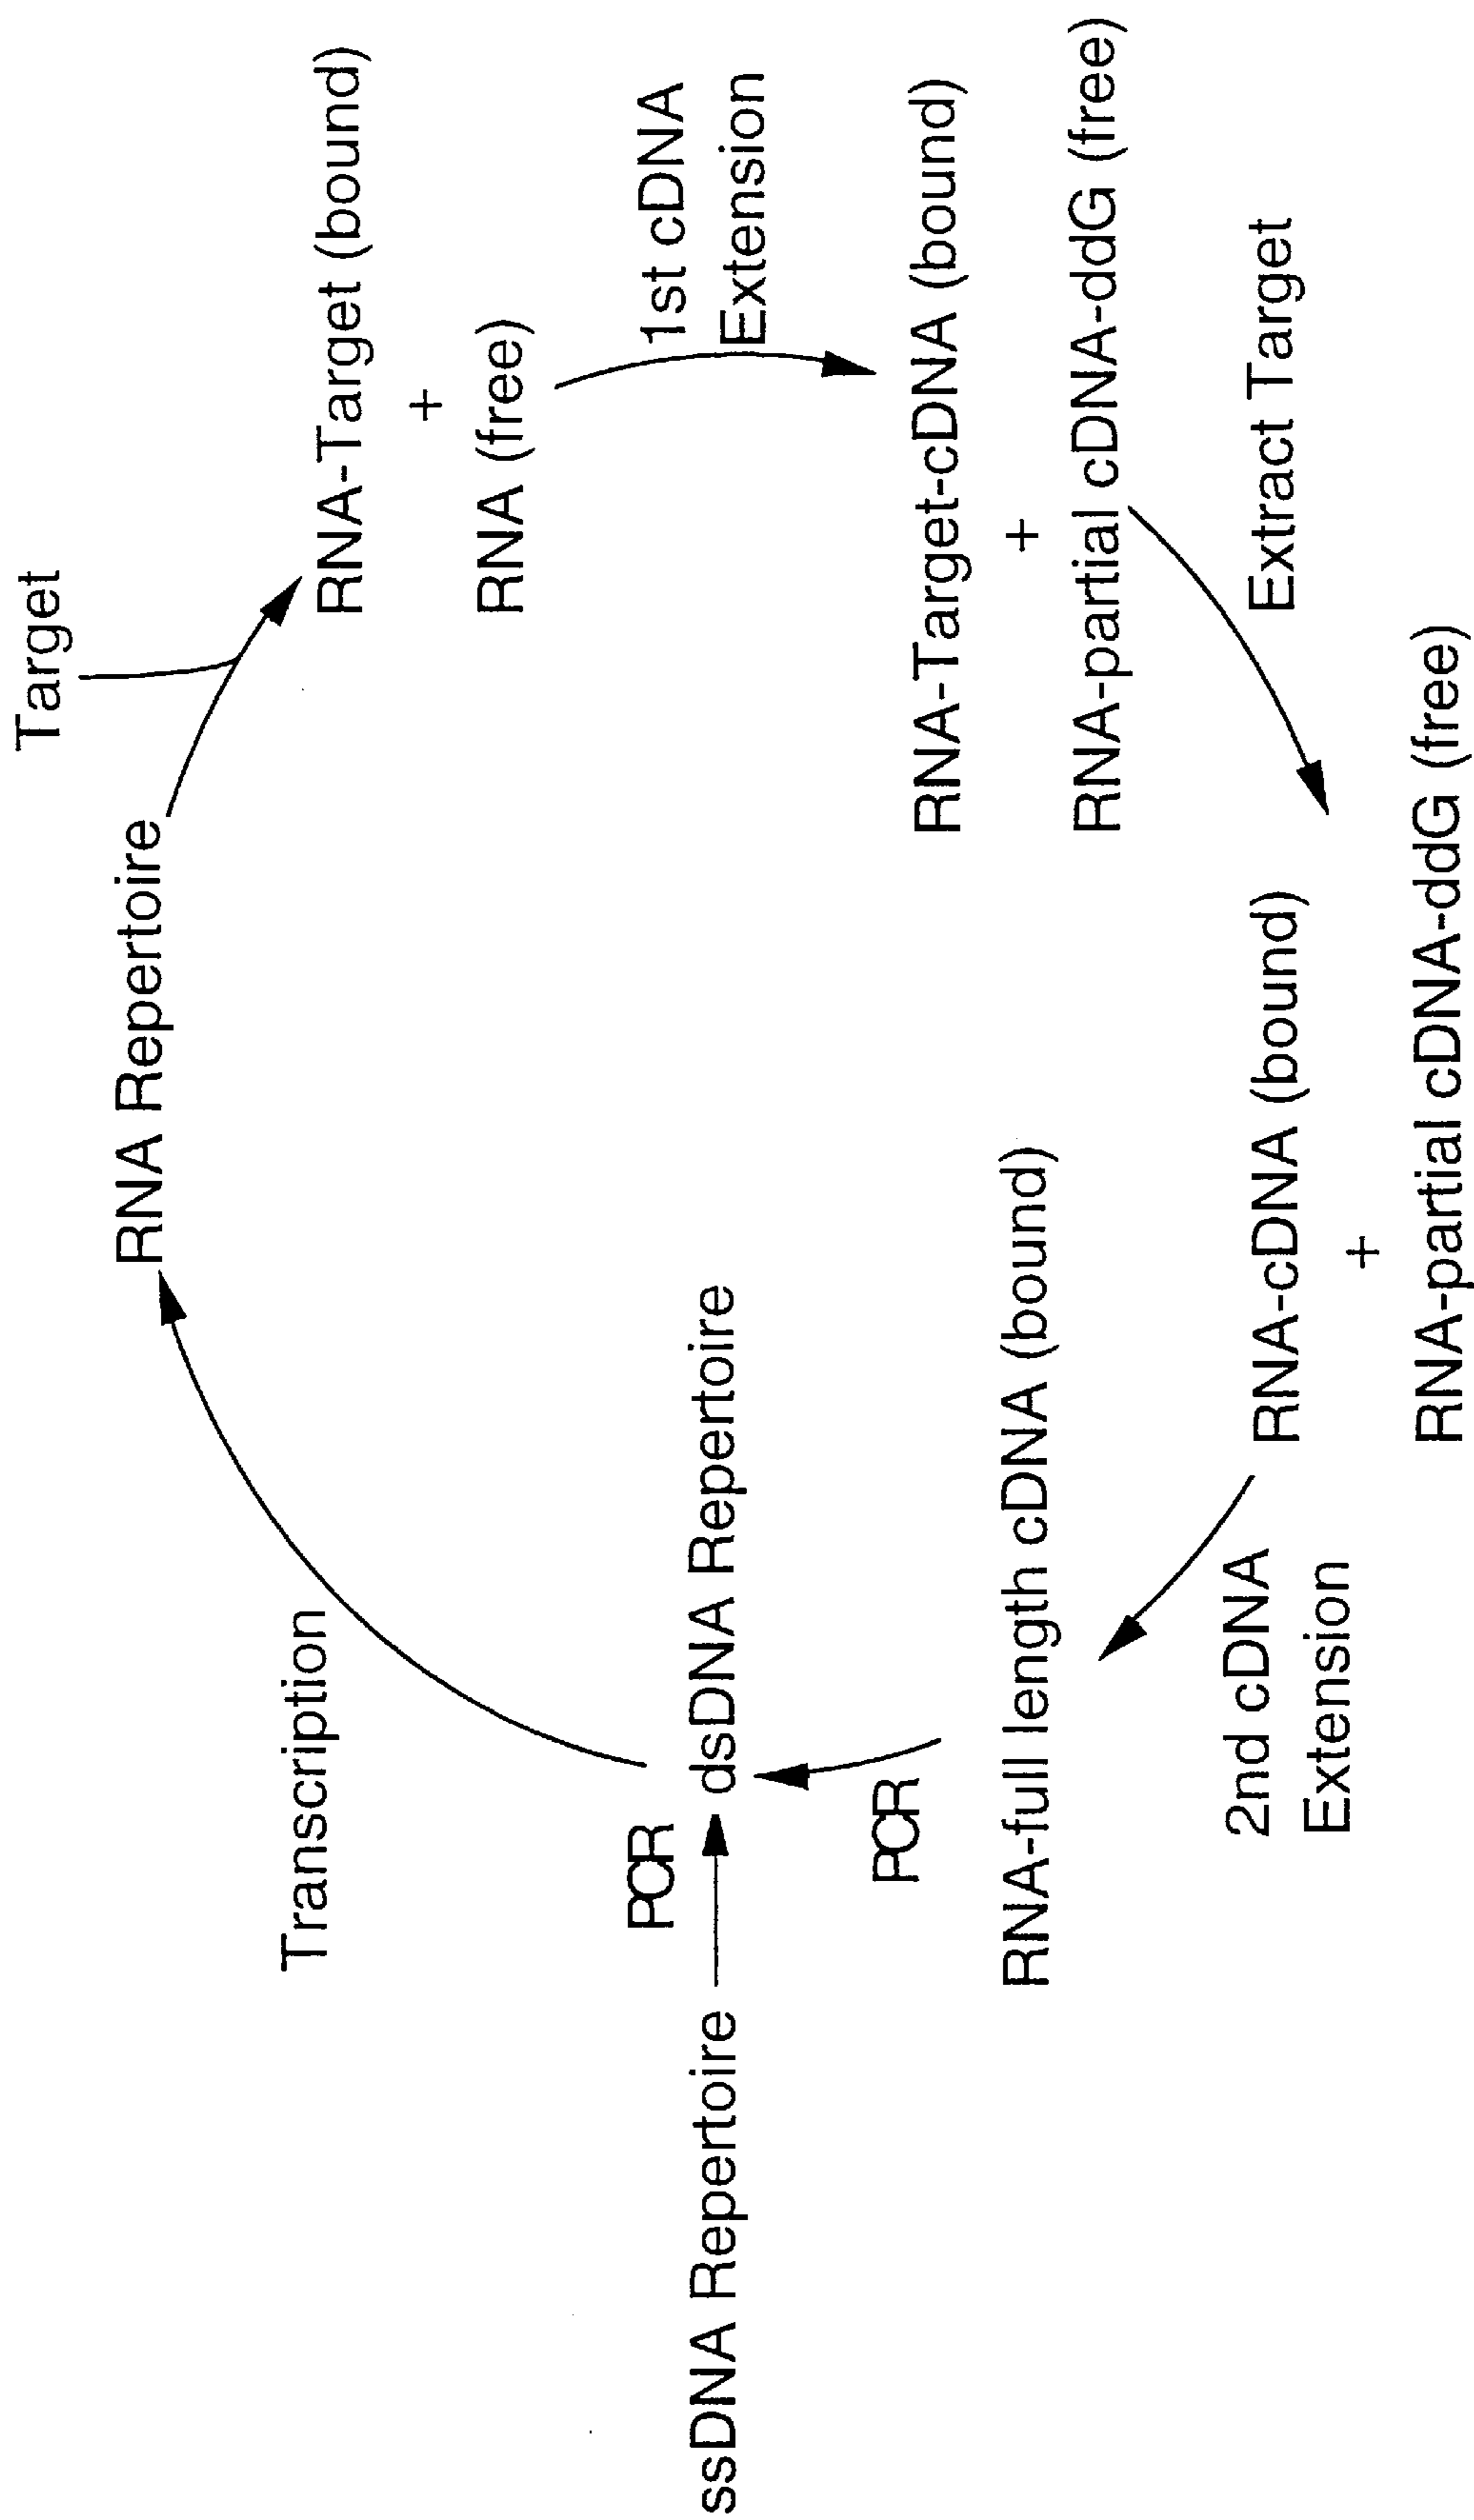 Target
RNA Repertoire
RNA-Target (bound)
+
RNA (free)
1st cDNA
Extension
RNA-Target-cDNA (bound)
+
RNA-partial cDNA-ddG (free)
Extract Target
RNA-cDNA (bound)
+
RNA-partial cDNA-ddG (free)
2nd cDNA
Extension
RNA-full length cDNA (bound)
PCR
dsDNA Repertoire
Transcription
PCR
ssDNA Repertoire